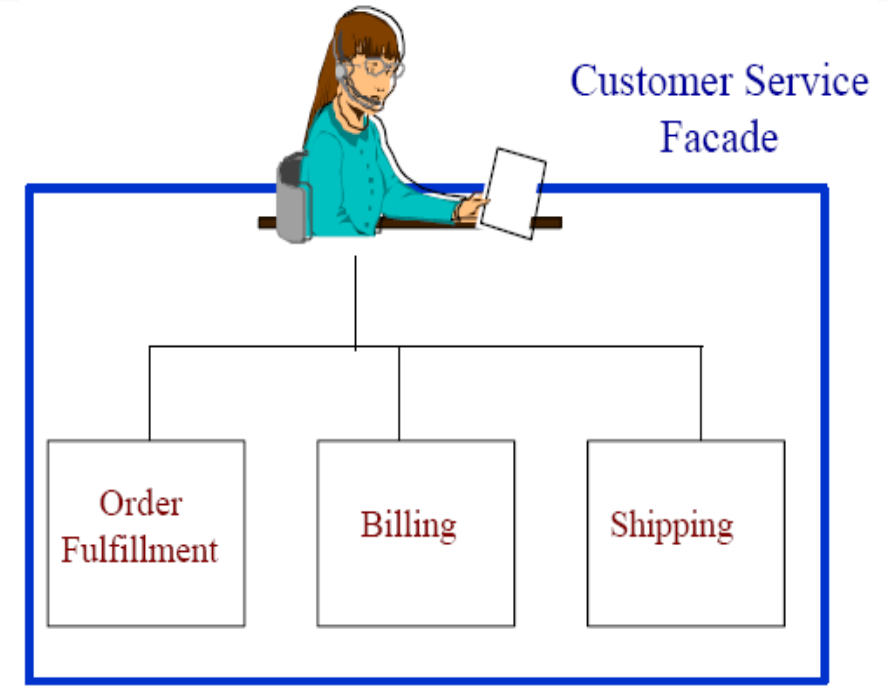 Customer Service
Facade
Order
Fulfillment
Billing
Shipping